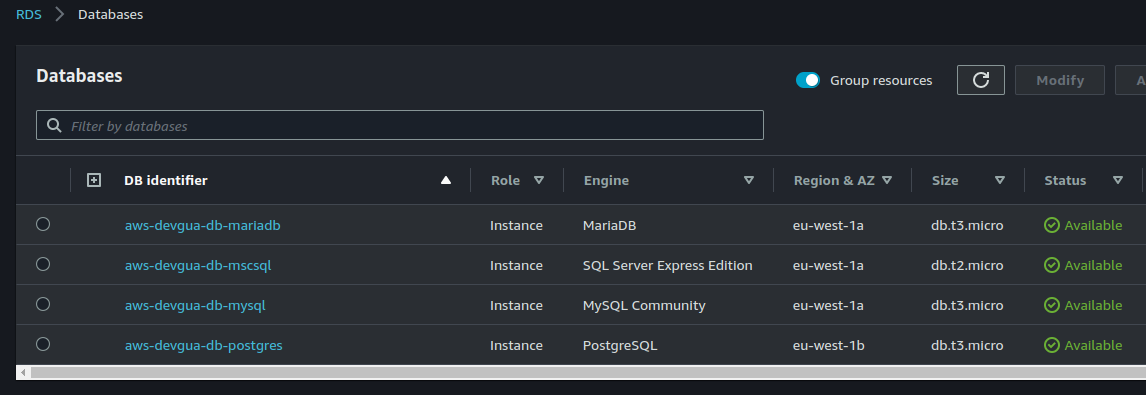 RDS > Databases
Databases
Group resources
Modify
A
Filter by databases
DB identifier Role Engine Region & AZ Size Status
aws-devgua-db-mariadb Instance MariaDB eu-west-1a db.t3.micro Available
aws-devgua-db-mscsql Instance SQL Server Express Edition eu-west-1a db.t2.micro Available
aws-devgua-db-mysql Instance MySQL Community eu-west-1a db.t3.micro Available
aws-devgua-db-postgres Instance PostgreSQL eu-west-1b db.t3.micro Available